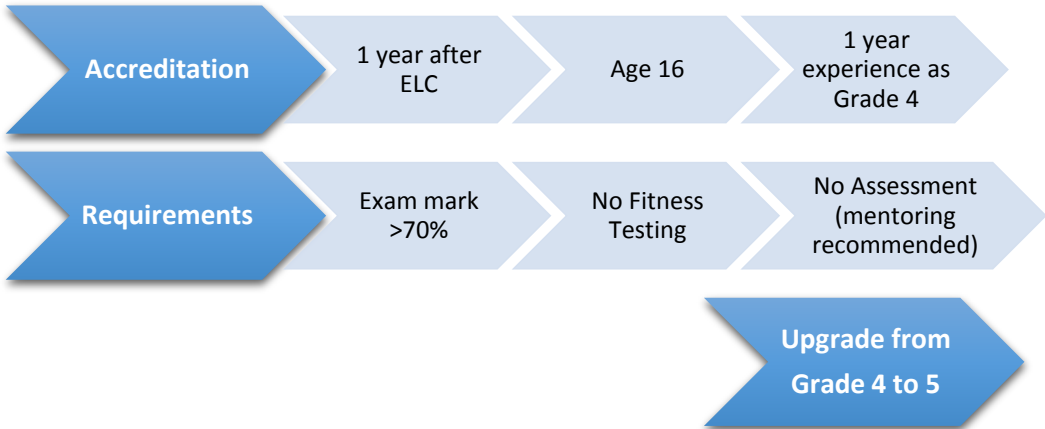 Accreditation
1 year after
ELC
Age 16
1 year
experience as
Grade 4
Requirements
Exam mark
>70%
No Fitness
Testing
No Assessment
(mentoring
recommended)
Upgrade from
Grade 4 to 5